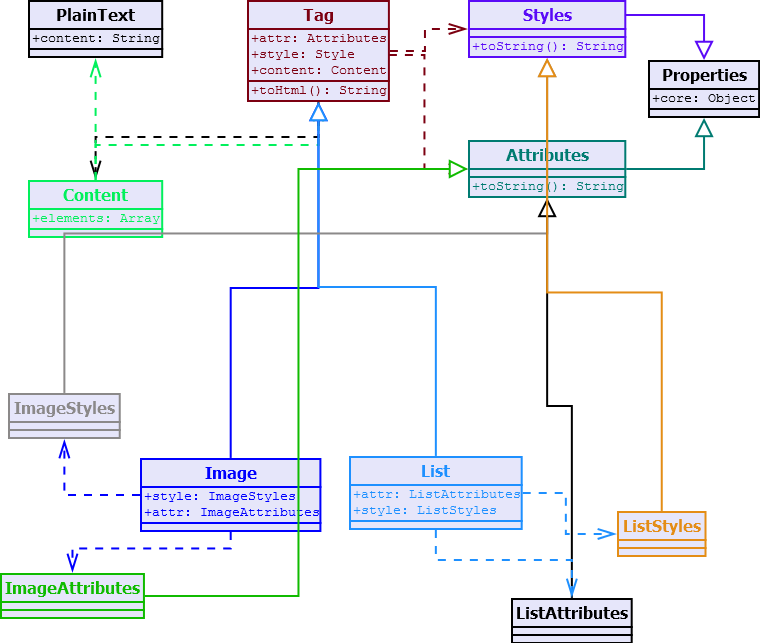 PlainText
+content: String
Tag
+attr: Attributes
+style: Style
+content: Content
+toHtml(): String
Styles
+toString(): String
Properties
+core: Object
Attributes
+toString(): String
Content
+elements: Array
ImageStyles
Image
+style: ImageStyles
+attr: ImageAttributes
List
+attr: ListAttributes
+style: ListStyles
ListStyles
ImageAttributes
ListAttributes